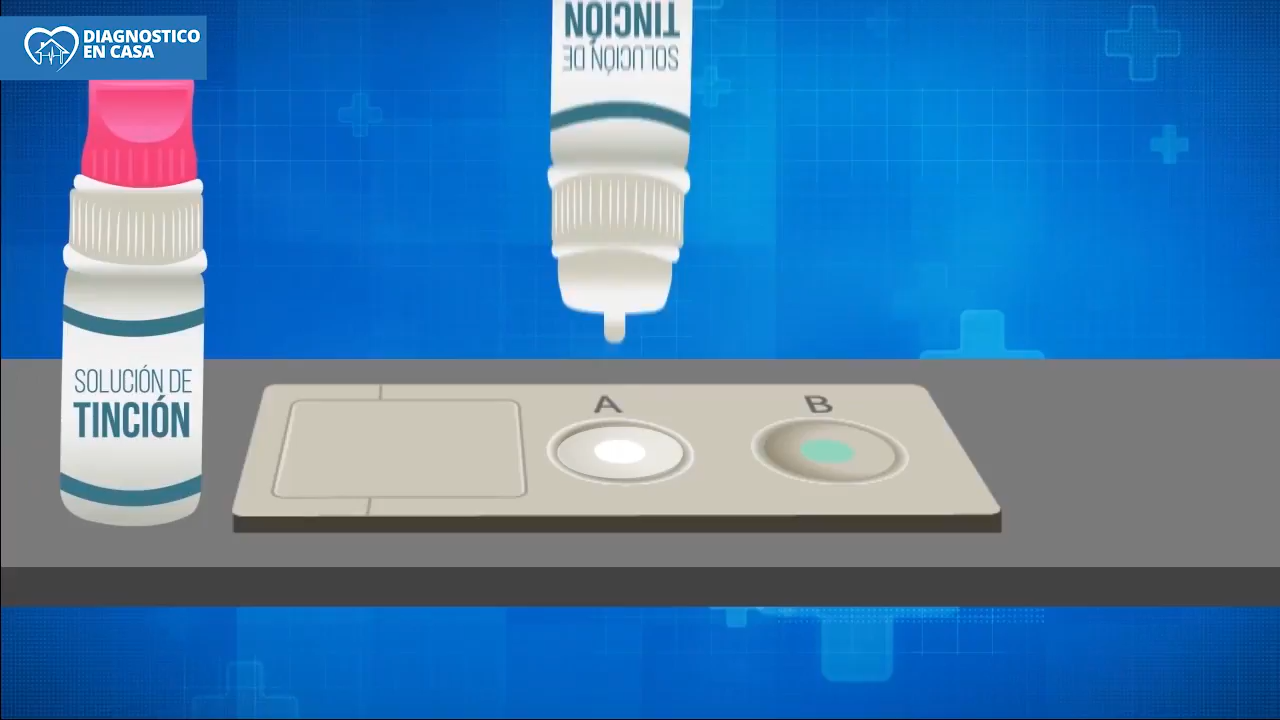 DIAGNOSTICO
EN CASA
SOLUCIÓN DE
TINCIÓN
SOLUCIÓN DE
TINCIÓN
A
B